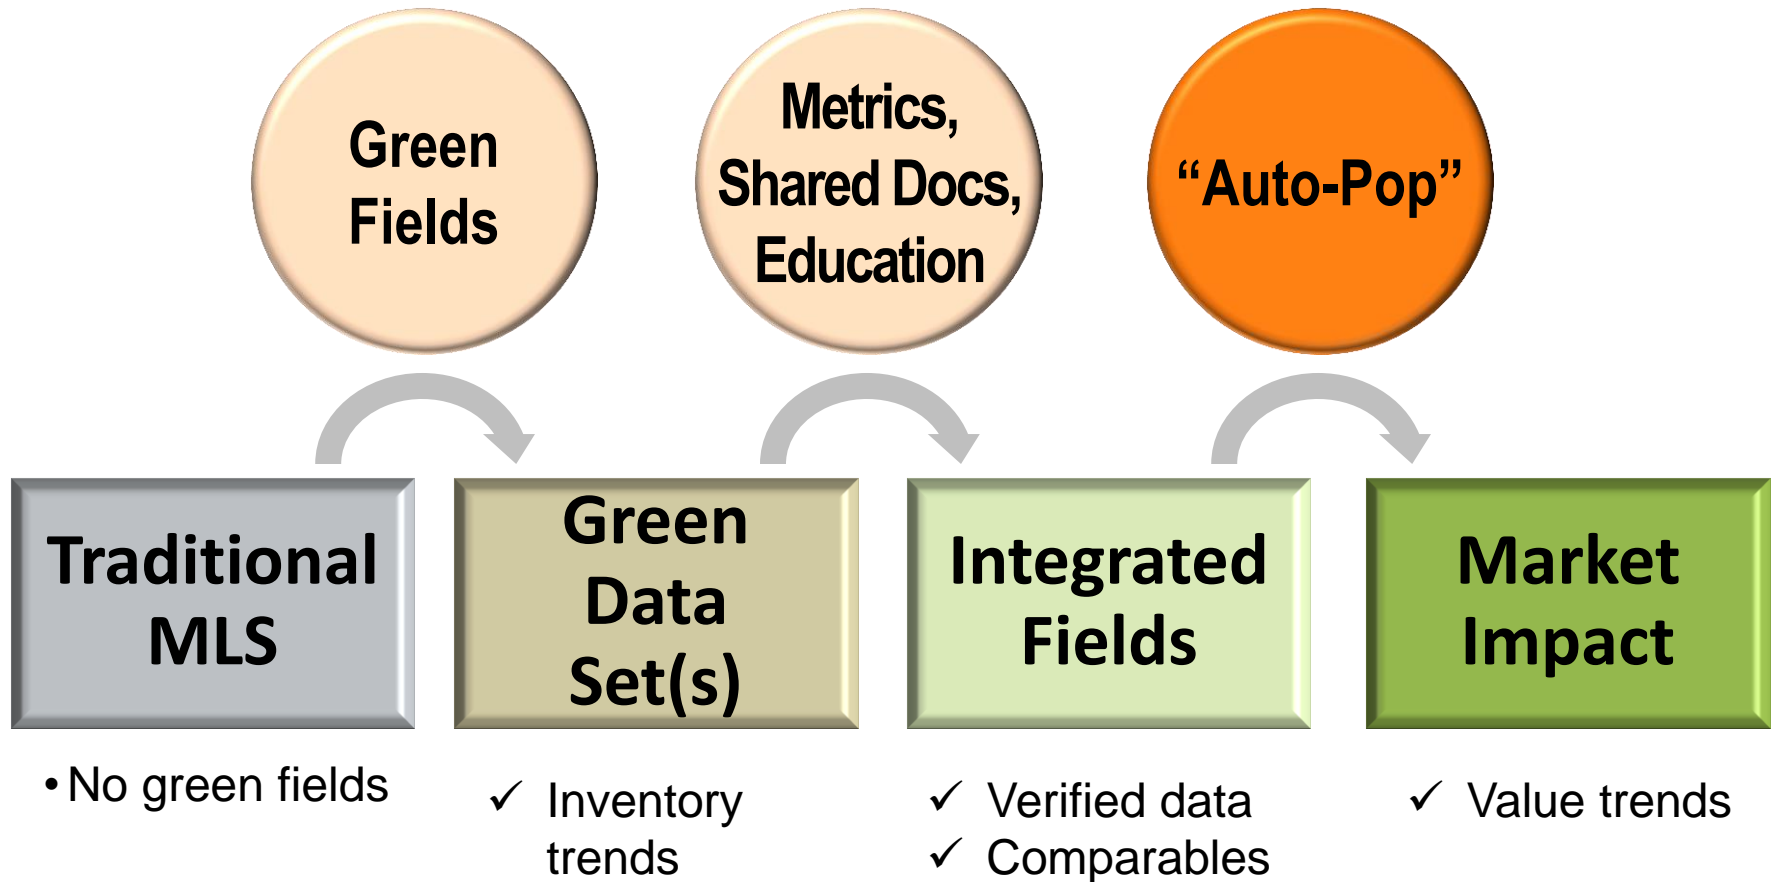 Green
Fields
Metrics,
Shared Docs,
Education
“Auto-Pop”
Traditional
MLS
Green
Data
Set(s)
Integrated
Fields
Market
Impact
• No green fields
✓ Inventory
trends
✓ Verified data
✓ Comparables
✓ Value trends